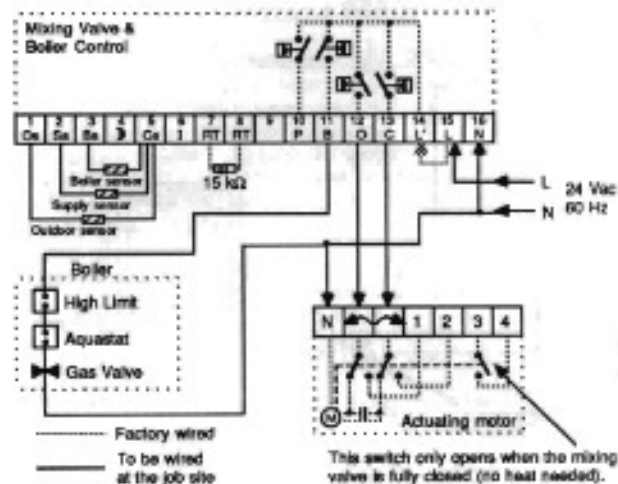 Mixing Valve &
Boiler Control
1 2 3 4 5 6 7 8 9 10 11 12 13 14 15 16
Os Sa Bs Cs I RT RT P B O C L' L N
Boiler sensor
Supply sensor
Outdoor sensor
15 kΩ
L
N
24 Vac
60 Hz
Boiler
High Limit
Aquastat
Gas Valve
N 1 2 3 4
M
Actuating motor
Factory wired
To be wired
at the job site
This switch only opens when the mixing
valve is fully closed (no heat needed).